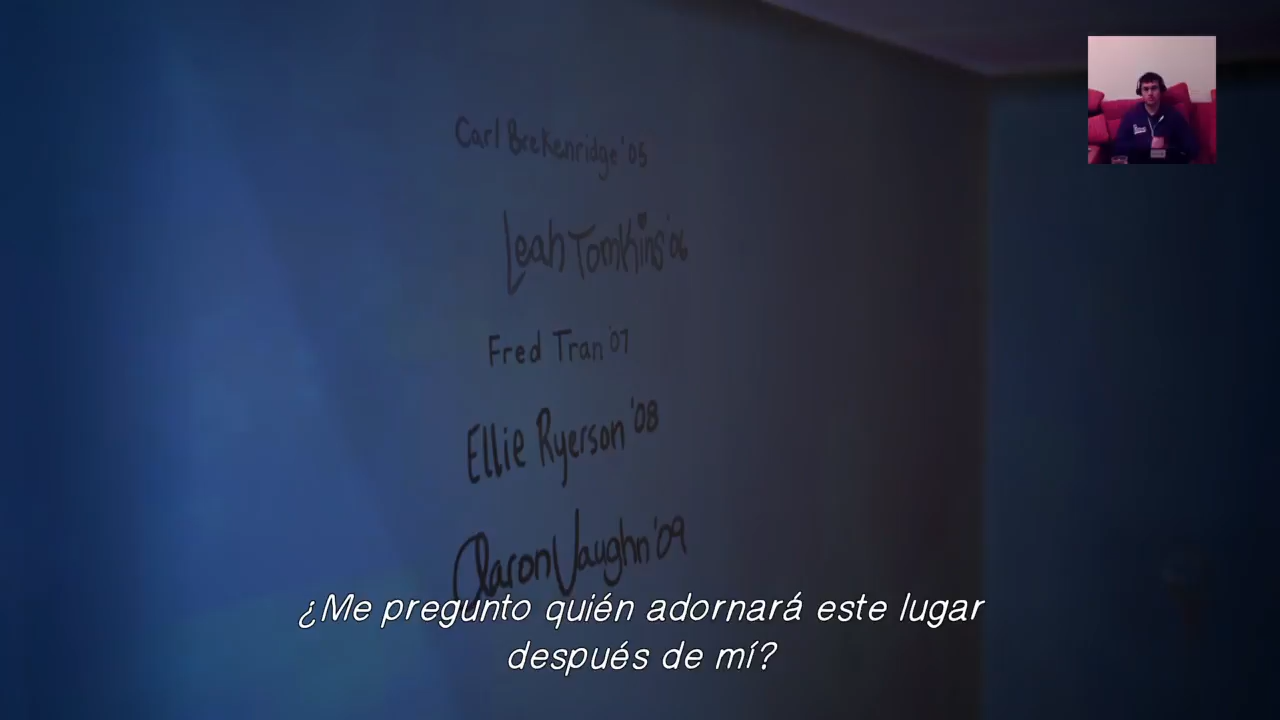 Carl Brekenridge '05
Leah Tomkins '06
Fred Tran '07
Ellie Ryerson '08
Aaron Vaughn '09
¿Me pregunto quién adornará este lugar
después de mí?